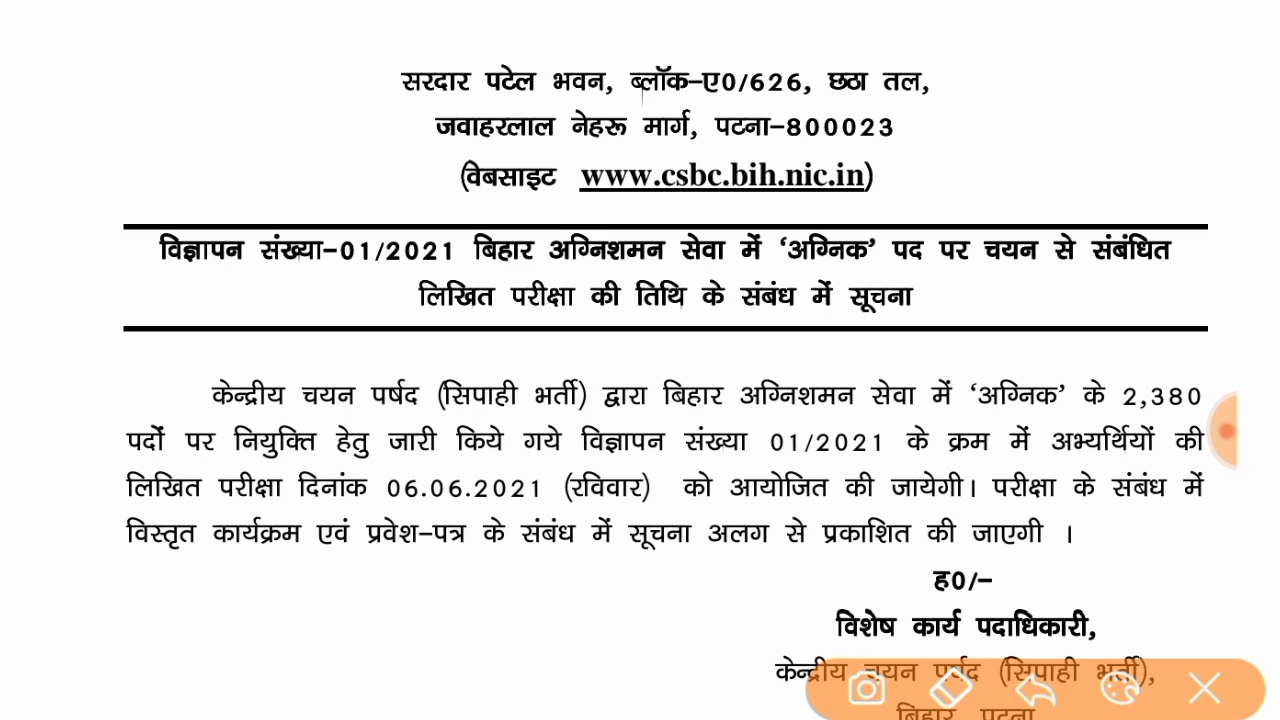 सरदार पटेल भवन, ब्लॉक–ए0/626, छठा तल,
जवाहरलाल नेहरू मार्ग, पटना–800023
(वेबसाइट www.csbc.bih.nic.in)
विज्ञापन संख्या–01/2021 बिहार अग्निशमन सेवा में ‘अग्निक’ पद पर चयन से संबंधित
लिखित परीक्षा की तिथि के संबंध में सूचना
केन्द्रीय चयन पर्षद (सिपाही भर्ती) द्वारा बिहार अग्निशमन सेवा में ‘अग्निक’ के 2,380
पदों पर नियुक्ति हेतु जारी किये गये विज्ञापन संख्या 01/2021 के क्रम में अभ्यर्थियों की
लिखित परीक्षा दिनांक 06.06.2021 (रविवार) को आयोजित की जायेगी। परीक्षा के संबंध में
विस्तृत कार्यक्रम एवं प्रवेश–पत्र के संबंध में सूचना अलग से प्रकाशित की जाएगी ।
ह0/–
विशेष कार्य पदाधिकारी,
केन्द्रीय चयन पर्षद (सिपाही भर्ती),
बिहार, पटना